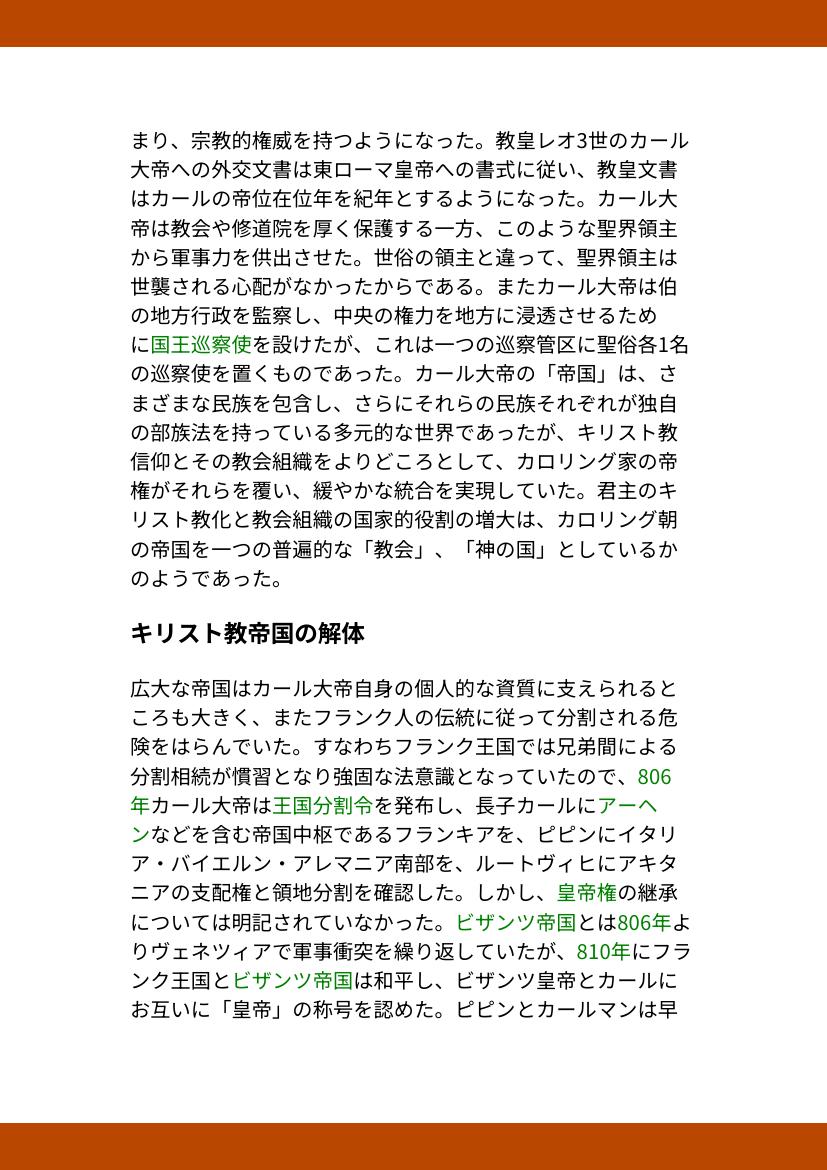 まり、宗教的権威を持つようになった。教皇レオ3世のカール
大帝への外交文書は東ローマ皇帝への書式に従い、教皇文書
はカールの帝位在位年を紀年とするようになった。カール大
帝は教会や修道院を厚く保護する一方、このような聖界領主
から軍事力を供出させた。世俗の領主と違って、聖界領主は
世襲される心配がなかったからである。またカール大帝は伯
の地方行政を監察し、中央の権力を地方に浸透させるため
に国王巡察使を設けたが、これは一つの巡察管区に聖俗各1名
の巡察使を置くものであった。カール大帝の「帝国」は、さ
まざまな民族を包含し、さらにそれらの民族それぞれが独自
の部族法を持っている多元的な世界であったが、キリスト教
信仰とその教会組織をよりどころとして、カロリング家の帝
権がそれらを覆い、緩やかな統合を実現していた。君主のキ
リスト教化と教会組織の国家的役割の増大は、カロリング朝
の帝国を一つの普遍的な「教会」、「神の国」としているか
のようであった。
キリスト教帝国の解体
広大な帝国はカール大帝自身の個人的な資質に支えられると
ころも大きく、またフランク人の伝統に従って分割される危
険をはらんでいた。すなわちフランク王国では兄弟間による
分割相続が慣習となり強固な法意識となっていたので、806
年カール大帝は王国分割令を発布し、長子カールにアーヘ
ンなどを含む帝国中枢であるフランキアを、ピピンにイタリ
ア・バイエルン・アレマニア南部を、ルートヴィヒにアキタ
ニアの支配権と領地分割を確認した。しかし、皇帝権の継承
については明記されていなかった。ビザンツ帝国とは806年よ
りヴェネツィアで軍事衝突を繰り返していたが、810年にフラ
ンク王国とビザンツ帝国は和平し、ビザンツ皇帝とカールに
お互いに「皇帝」の称号を認めた。ピピンとカールマンは早